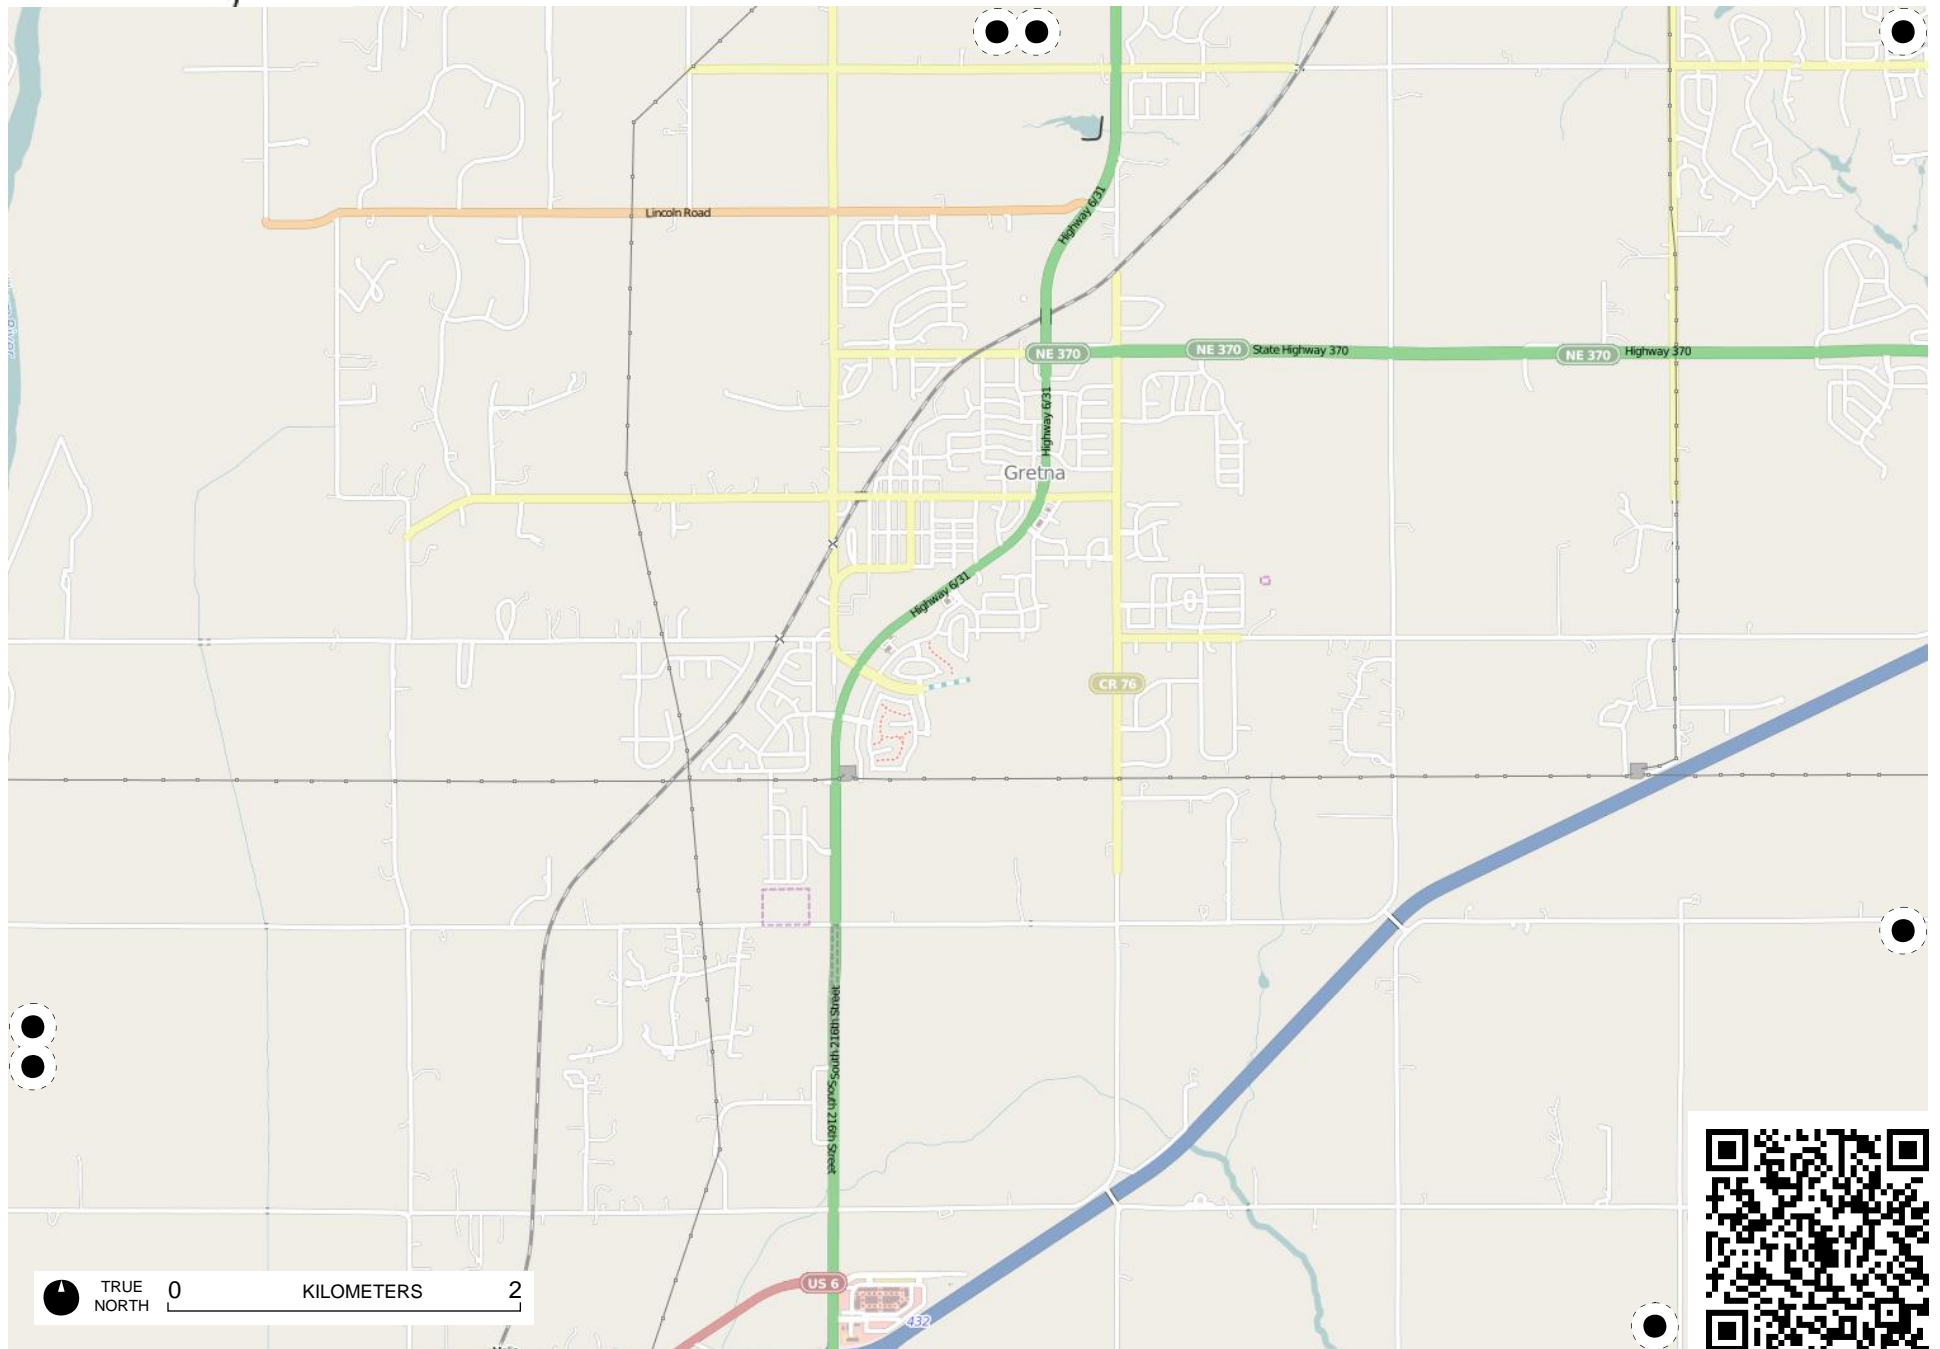 Lincoln Road
Highway 6/31
NE 370
NE 370
State Highway 370
NE 370
Highway 370
Highway 6/31
Gretna
Highway 6/31
CR 76
South 216th Street
South 216th Street
TRUE
NORTH
0
KILOMETERS
2
US 6
432